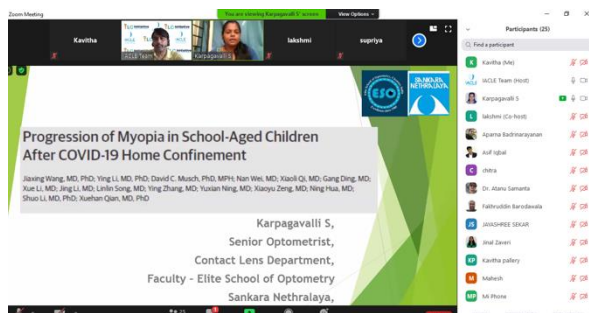 Zoom Meeting
You are viewing Karpagavalli S' screen
View Options
Participants (25)
Find a participant
Kavitha
IACLE Team
Karpagavalli S
lakshmi
supriya
K Kavitha (Me)
IACLE Team (Host)
Karpagavalli S
L lakshmi (Co-host)
Aparna Badrinarayanan
Asif Iqbal
C chitra
Dr. Atanu Samanta
Fakhruddin Barodawala
JS JAYASHREE SEKAR
Jinal Zaveri
KP Kavitha pallery
M Mahesh
MP Mi Phone
ESO
SANKARA
NETHRALAYA
Progression of Myopia in School-Aged Children
After COVID-19 Home Confinement
Jiaxing Wang, MD, PhD; Ying Li, MD, PhD; David C. Musch, PhD, MPH; Nan Wei, MD; Xiaoli Qi, MD; Gang Ding, MD;
Xue Li, MD; Jing Li, MD; Linlin Song, MD; Ying Zhang, MD; Yuxian Ning, MD; Xiaoyu Zeng, MD; Ning Hua, MD;
Shuo Li, MD, PhD; Xuehan Qian, MD, PhD
Karpagavalli S,
Senior Optometrist,
Contact Lens Department,
Faculty - Elite School of Optometry
Sankara Nethralaya,